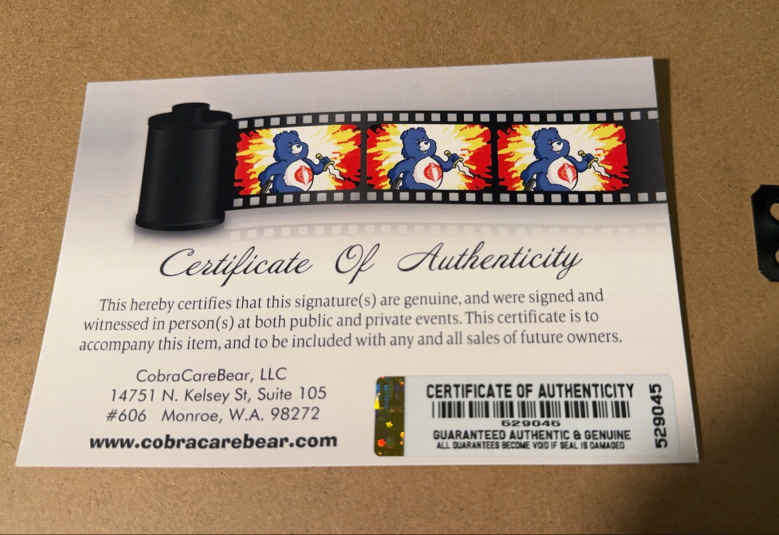 Certificate Of Authenticity
This hereby certifies that this signature(s) are genuine, and were signed and
witnessed in person(s) at both public and private events. This certificate is to
accompany this item, and to be included with any and all sales of future owners.
CobraCareBear, LLC
14751 N. Kelsey St, Suite 105
#606 Monroe, W.A. 98272
www.cobracarebear.com
CERTIFICATE OF AUTHENTICITY
529045
GUARANTEED AUTHENTIC & GENUINE
ALL GUARANTEES BECOME VOID IF SEAL IS DAMAGED
529045